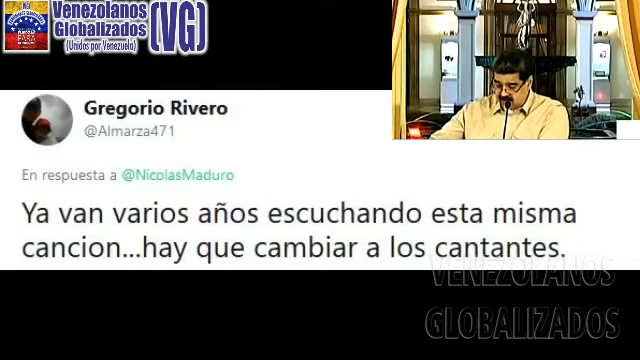 Venezolanos
Globalizados
(Unidos por Venezuela)
(VG)
PARA
Gregorio Rivero
@Almarza471
En respuesta a @NicolasMaduro
Ya van varios años escuchando esta misma
cancion...hay que cambiar a los cantantes.
VENEZOLANOS
GLOBALIZADOS